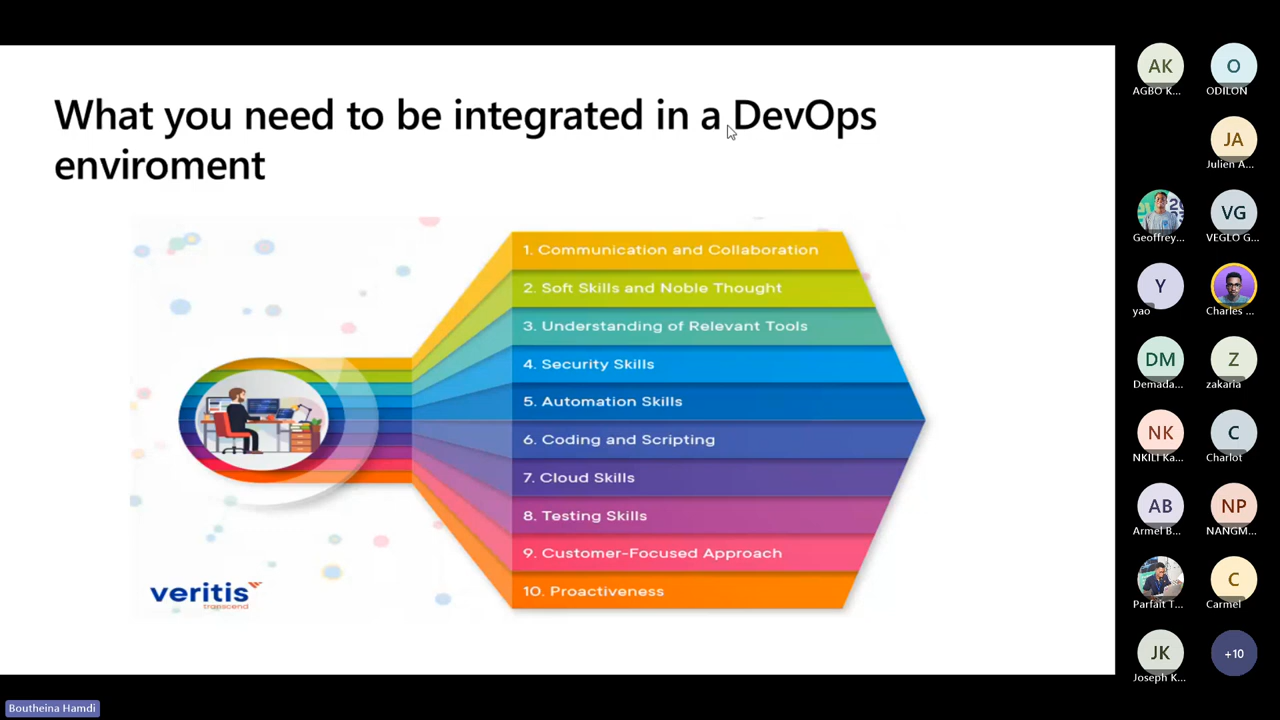 What you need to be integrated in a DevOps
enviroment
1. Communication and Collaboration
2. Soft Skills and Noble Thought
3. Understanding of Relevant Tools
4. Security Skills
5. Automation Skills
6. Coding and Scripting
7. Cloud Skills
8. Testing Skills
9. Customer-Focused Approach
10. Proactiveness
veritis
transcend
AK
AGBO K...
O
ODILON
JA
Julien A...
Geoffrey...
VG
VEGLO G...
Y
yao
Charles ...
DM
Demada...
Z
zakaria
NK
NKILI Ka...
C
Charlot
AB
Armel B...
NP
NANGM...
Parfait T...
C
Carmel
JK
Joseph K...
+10
Boutheina Hamdi